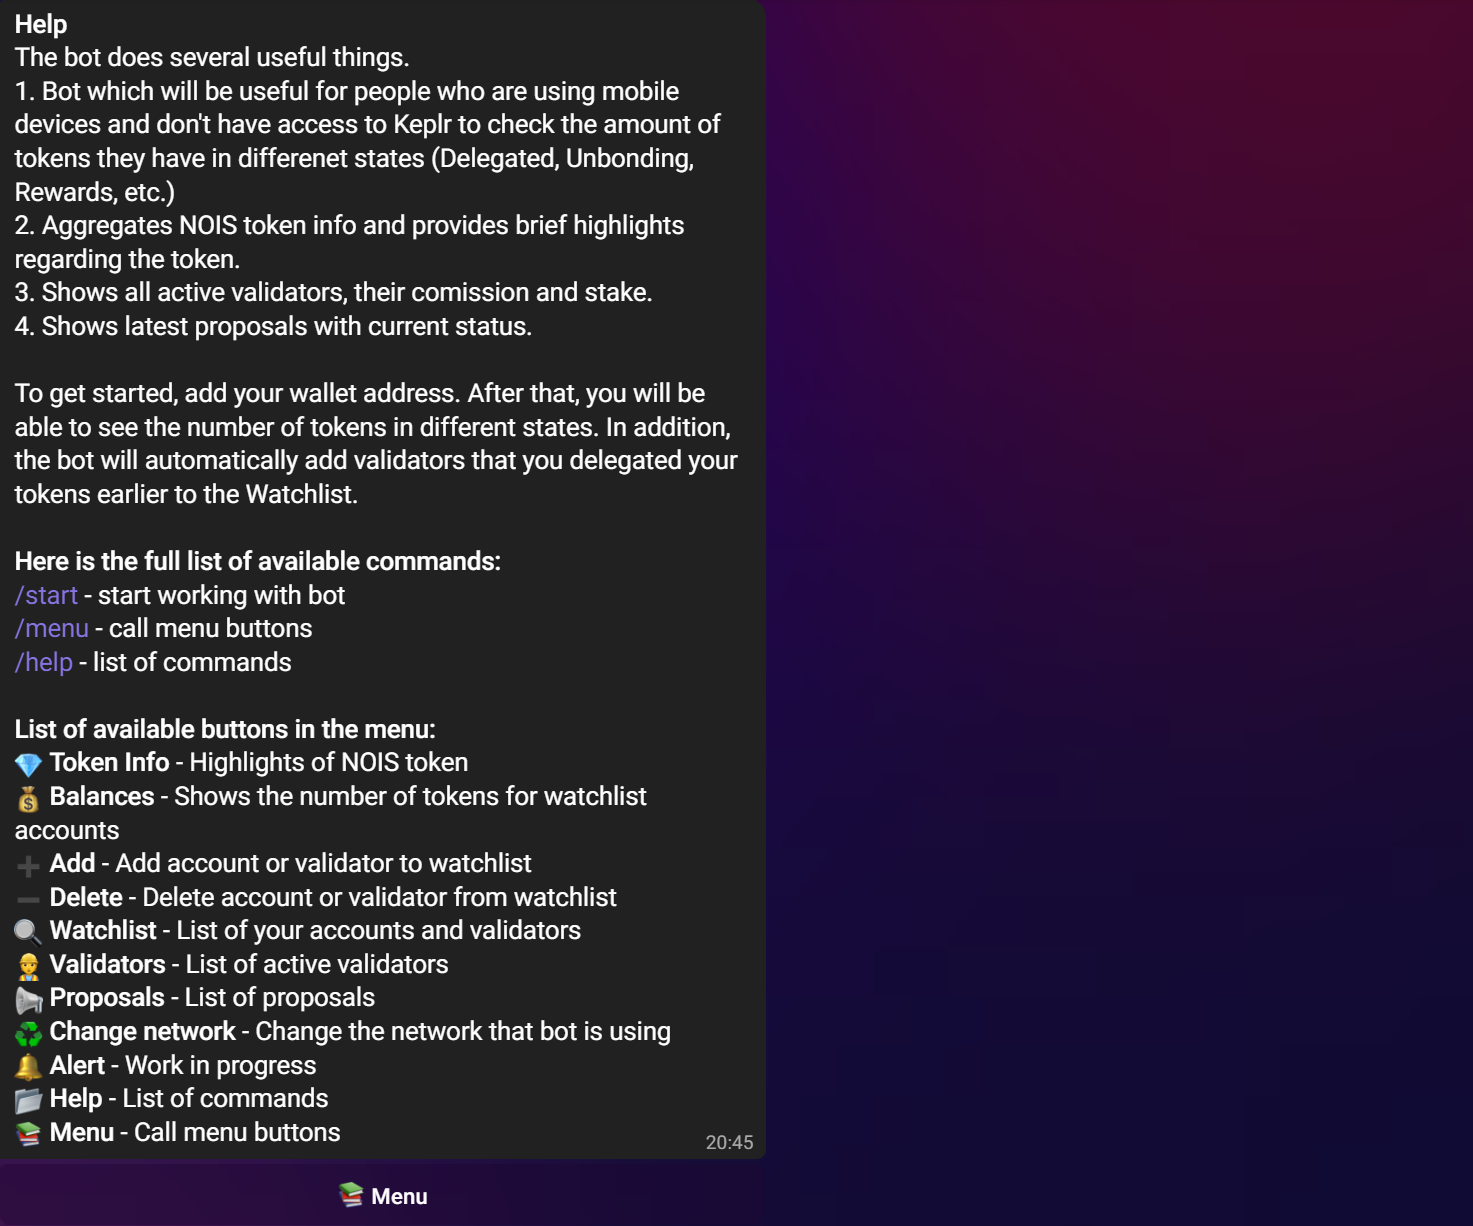 Help
The bot does several useful things.
1. Bot which will be useful for people who are using mobile
devices and don't have access to Keplr to check the amount of
tokens they have in differenet states (Delegated, Unbonding,
Rewards, etc.)
2. Aggregates NOIS token info and provides brief highlights
regarding the token.
3. Shows all active validators, their comission and stake.
4. Shows latest proposals with current status.
To get started, add your wallet address. After that, you will be
able to see the number of tokens in different states. In addition,
the bot will automatically add validators that you delegated your
tokens earlier to the Watchlist.
Here is the full list of available commands:
/start - start working with bot
/menu - call menu buttons
/help - list of commands
List of available buttons in the menu:
💎 Token Info - Highlights of NOIS token
💰 Balances - Shows the number of tokens for watchlist
accounts
➕ Add - Add account or validator to watchlist
➖ Delete - Delete account or validator from watchlist
🔍 Watchlist - List of your accounts and validators
👷 Validators - List of active validators
📢 Proposals - List of proposals
♻️ Change network - Change the network that bot is using
🔔 Alert - Work in progress
📂 Help - List of commands
📚 Menu - Call menu buttons
20:45
📚 Menu